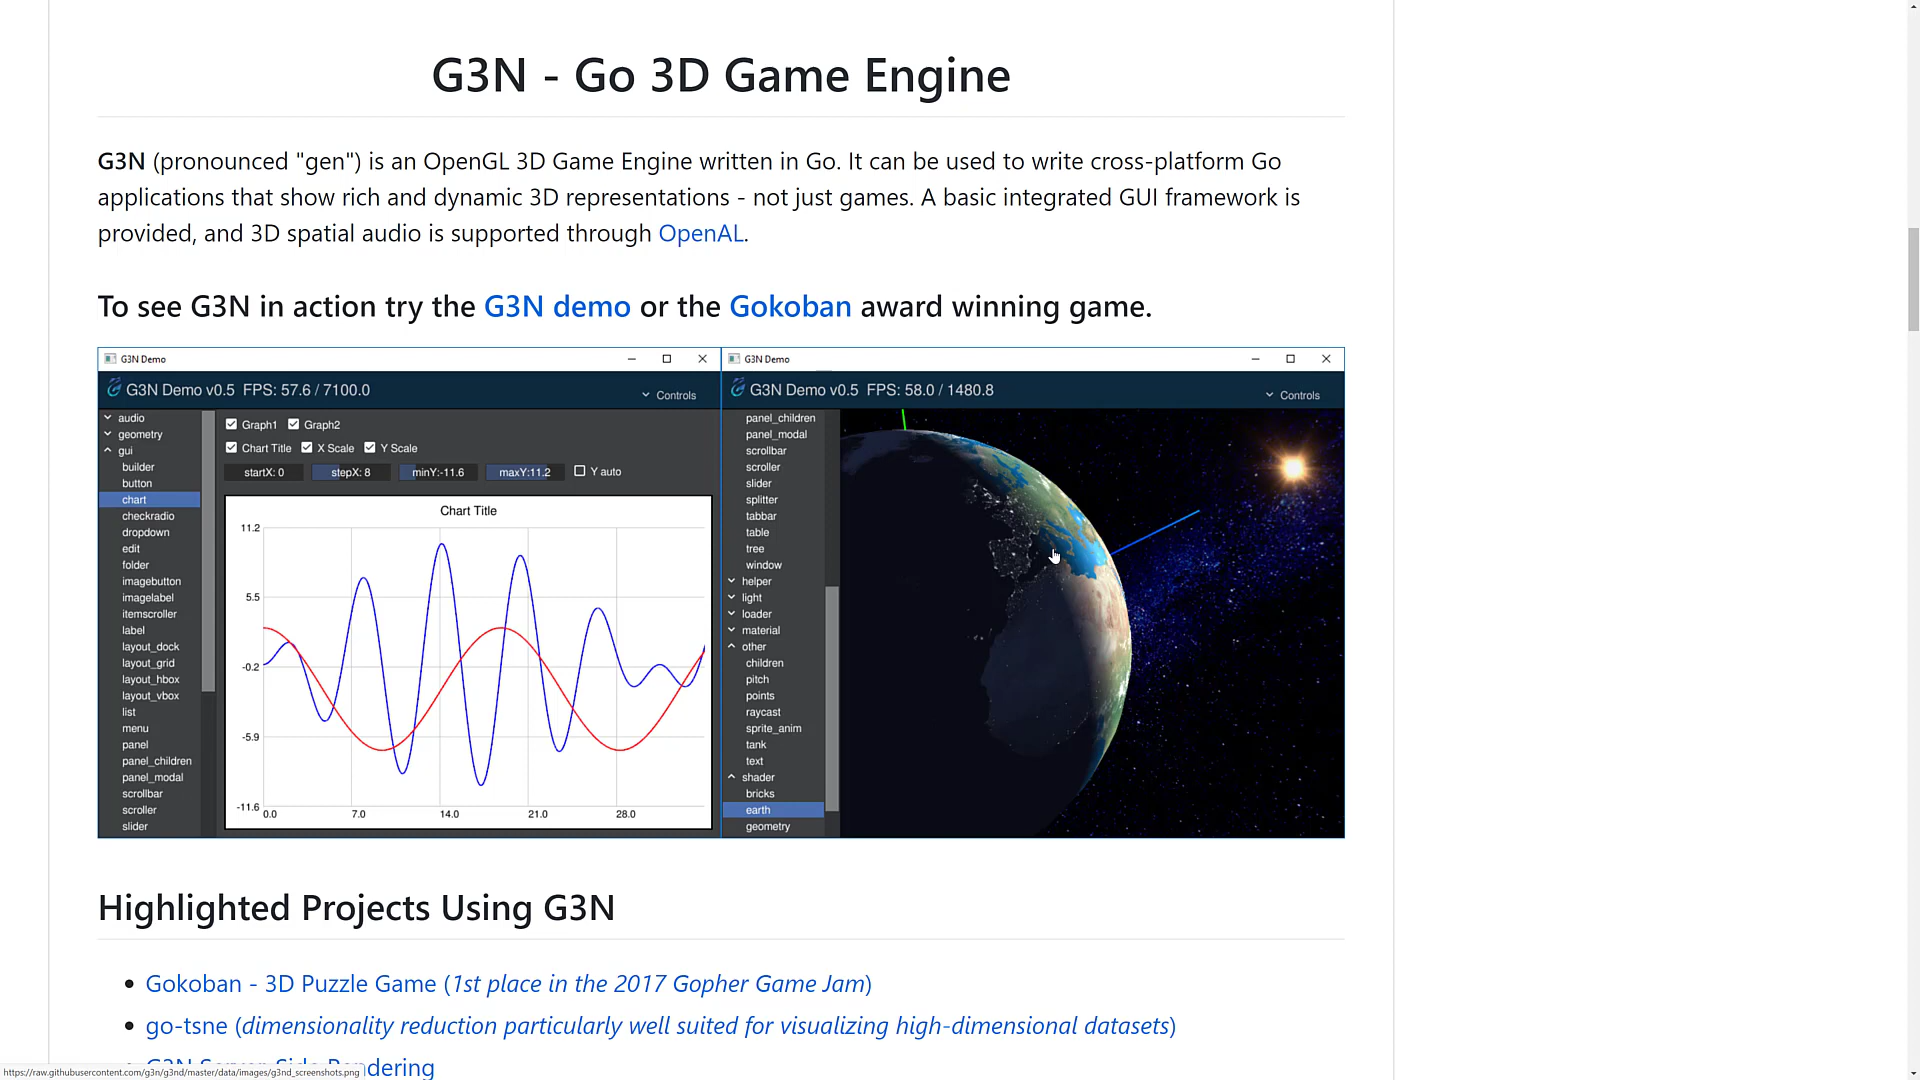 G3N - Go 3D Game Engine
G3N (pronounced "gen") is an OpenGL 3D Game Engine written in Go. It can be used to write cross-platform Go
applications that show rich and dynamic 3D representations - not just games. A basic integrated GUI framework is
provided, and 3D spatial audio is supported through OpenAL.
To see G3N in action try the G3N demo or the Gokoban award winning game.
G3N Demo
G3N Demo v0.5 FPS: 57.6 / 7100.0
Controls
audio
geometry
gui
builder
button
chart
checkradio
dropdown
edit
folder
imagebutton
imagelabel
itemscroller
label
layout_dock
layout_grid
layout_hbox
layout_vbox
list
menu
panel
panel_children
panel_modal
scrollbar
scroller
slider
Graph1 Graph2
Chart Title X Scale Y Scale
startX: 0 stepX: 8 minY:-11.6 maxY:11.2 Y auto
Chart Title
11.2
5.5
-0.2
-5.9
-11.6
0.0 7.0 14.0 21.0 28.0
G3N Demo
G3N Demo v0.5 FPS: 58.0 / 1480.8
Controls
panel_children
panel_modal
scrollbar
scroller
slider
splitter
tabbar
table
tree
window
helper
light
loader
material
other
children
pitch
points
raycast
sprite_anim
tank
text
shader
bricks
earth
geometry
Highlighted Projects Using G3N
Gokoban - 3D Puzzle Game (1st place in the 2017 Gopher Game Jam)
go-tsne (dimensionality reduction particularly well suited for visualizing high-dimensional datasets)
G3N Server Side Rendering
https://raw.githubusercontent.com/g3n/g3nd/master/data/images/g3nd_screenshots.png